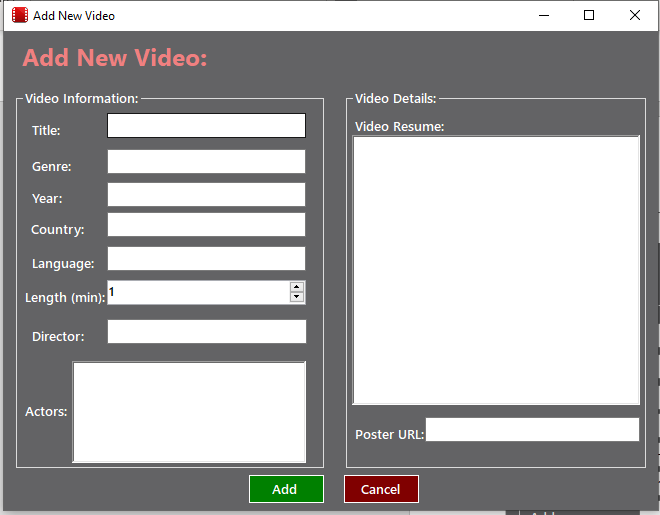 Add New Video
Add New Video:
Video Information:
Title:
Genre:
Year:
Country:
Language:
Length (min):
1
Director:
Actors:
Video Details:
Video Resume:
Poster URL:
Add
Cancel